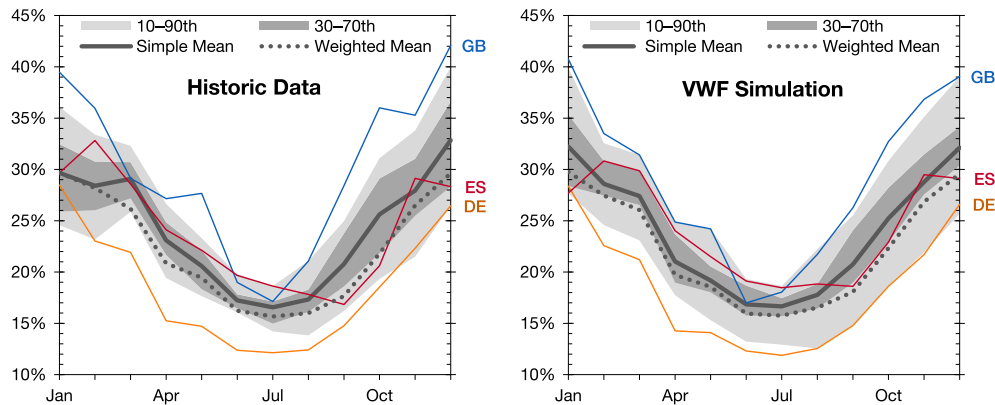 45%
40%
35%
30%
25%
20%
15%
10%
10–90th
30–70th
Simple Mean
Weighted Mean
Historic Data
GB
ES
DE
Jan
Apr
Jul
Oct
45%
40%
35%
30%
25%
20%
15%
10%
10–90th
30–70th
Simple Mean
Weighted Mean
VWF Simulation
GB
ES
DE
Jan
Apr
Jul
Oct